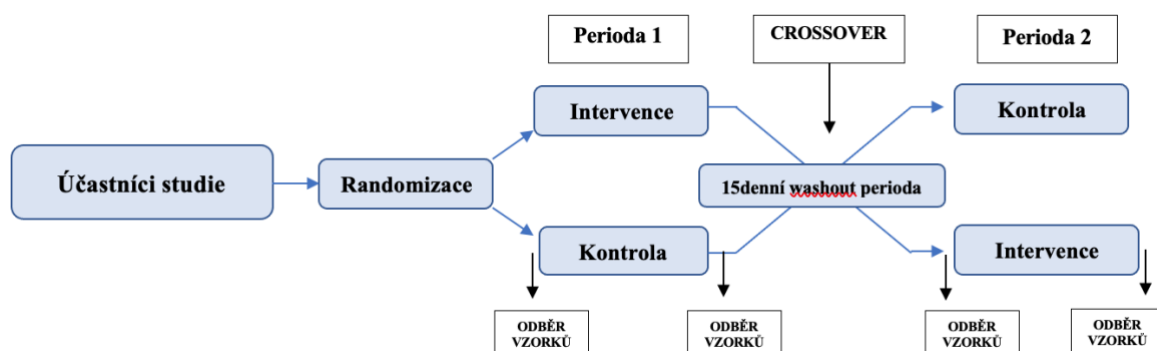 Perioda 1
CROSSOVER
Perioda 2
Intervence
Kontrola
Účastníci studie
Randomizace
15denní washout perioda
Kontrola
Intervence
ODBĚR
VZORKŮ
ODBĚR
VZORKŮ
ODBĚR
VZORKŮ
ODBĚR
VZORKŮ